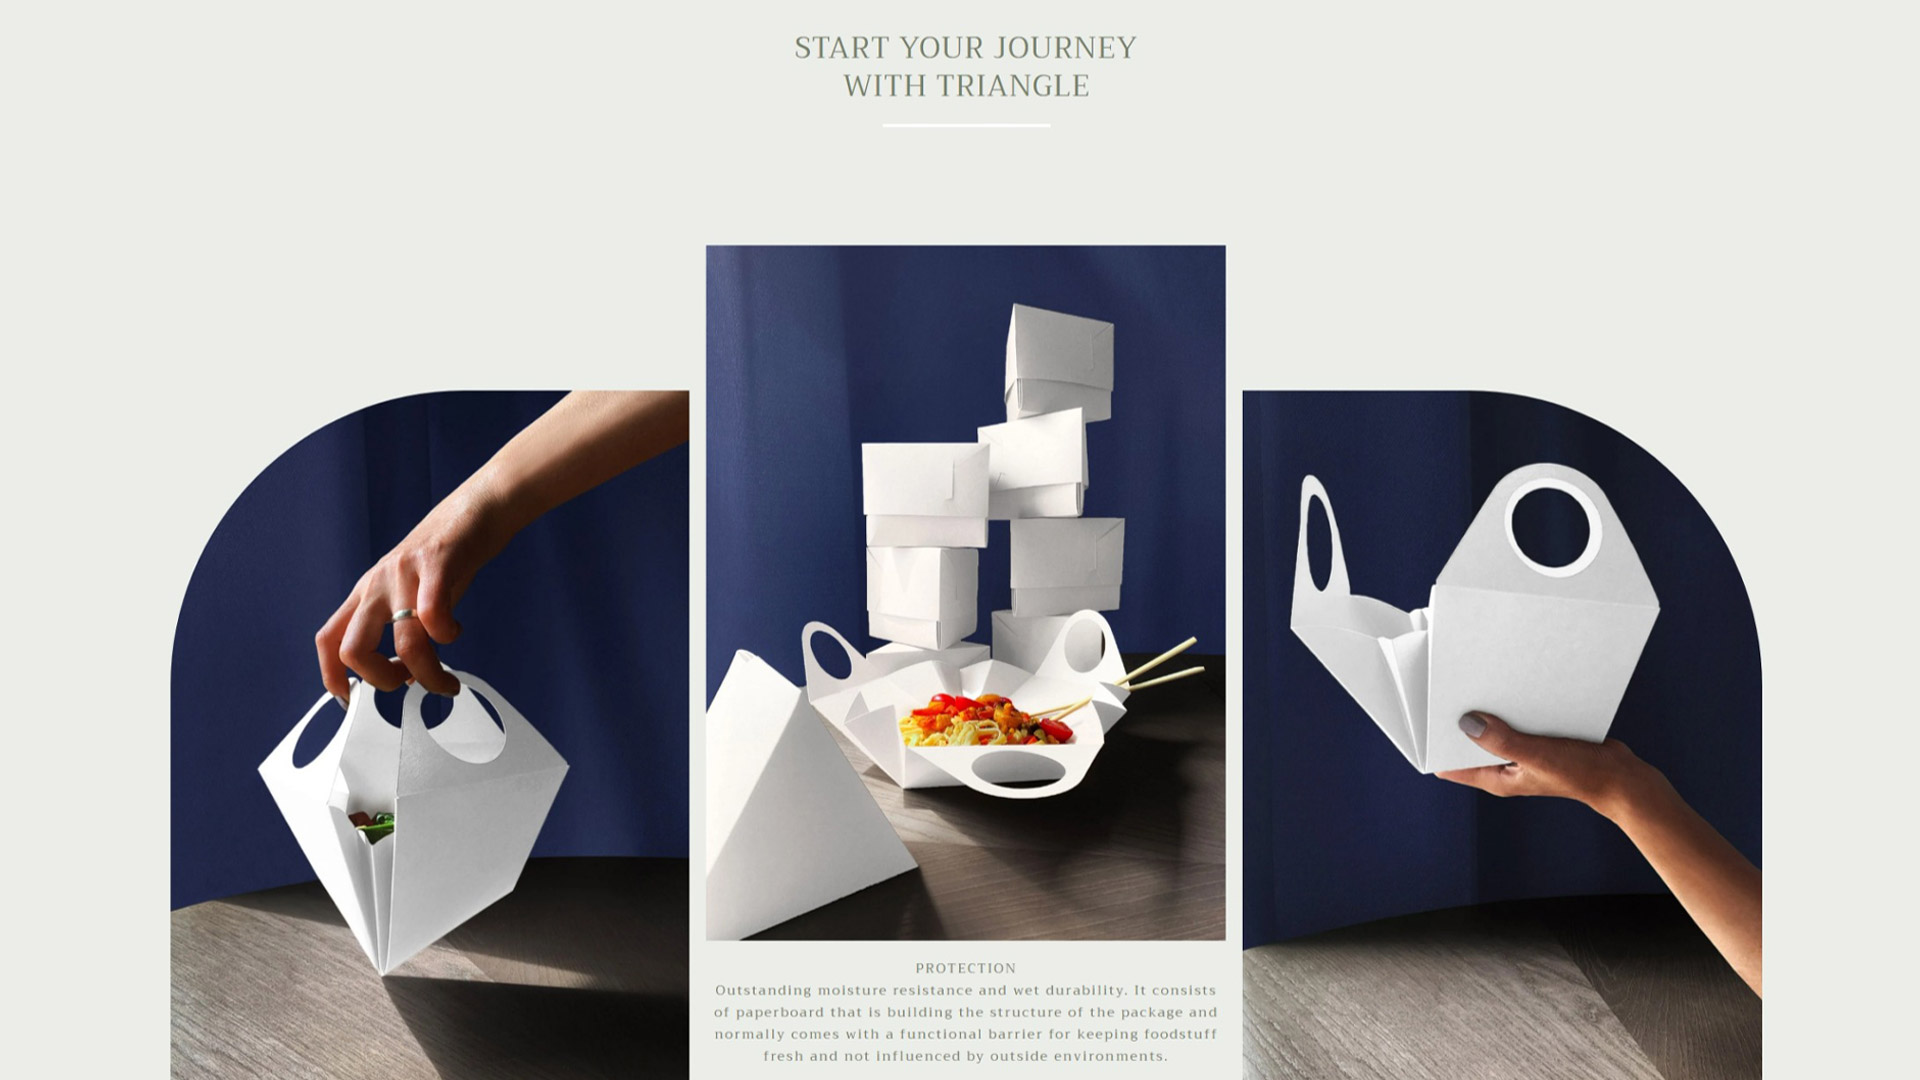 START YOUR JOURNEY
WITH TRIANGLE
PROTECTION
Outstanding moisture resistance and wet durability. It consists
of paperboard that is building the structure of the package and
normally comes with a functional barrier for keeping foodstuff
fresh and not influenced by outside environments.